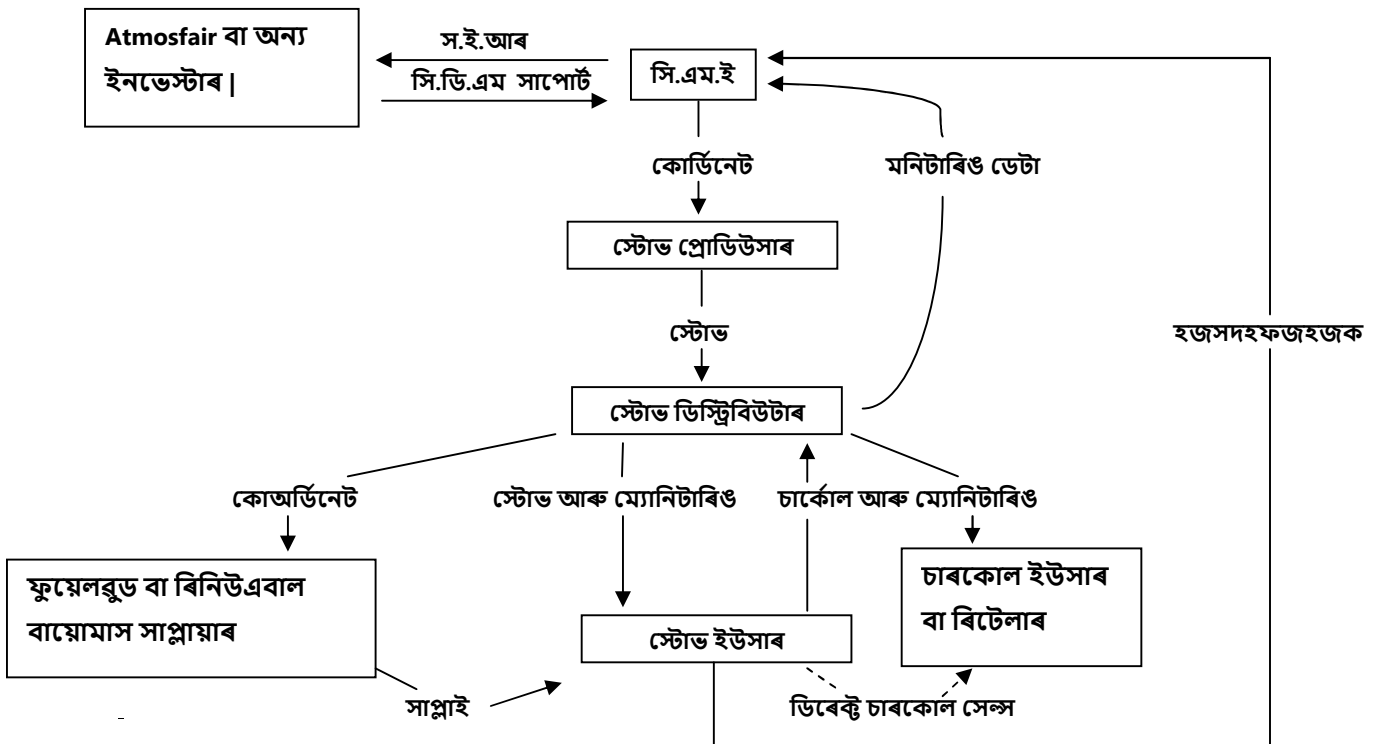 Atmosfair বা অন্য
ইনভেস্টাৰ |
স.ই.আৰ
সি.ডি.এম সাপোর্ট
সি.এম.ই
কোর্ডিনেট
মনিটাৰিঙ ডেটা
স্টোভ প্রোডিউসাৰ
স্টোভ
হজসদহফজহজক
স্টোভ ডিস্ট্রিবিউটাৰ
কোঅর্ডিনেট
স্টোভ আৰু ম্যোনিটাৰিঙ
চার্কোল আৰু ম্যোনিটাৰিঙ
ফুয়েলৱুড বা ৰিনিউএবাল
বায়োমাস সাপ্লায়াৰ
চাৰকোল ইউসাৰ
বা ৰিটেলাৰ
স্টোভ ইউসাৰ
সাপ্লাই
ডিৰেক্ট চাৰকোল সেল্স